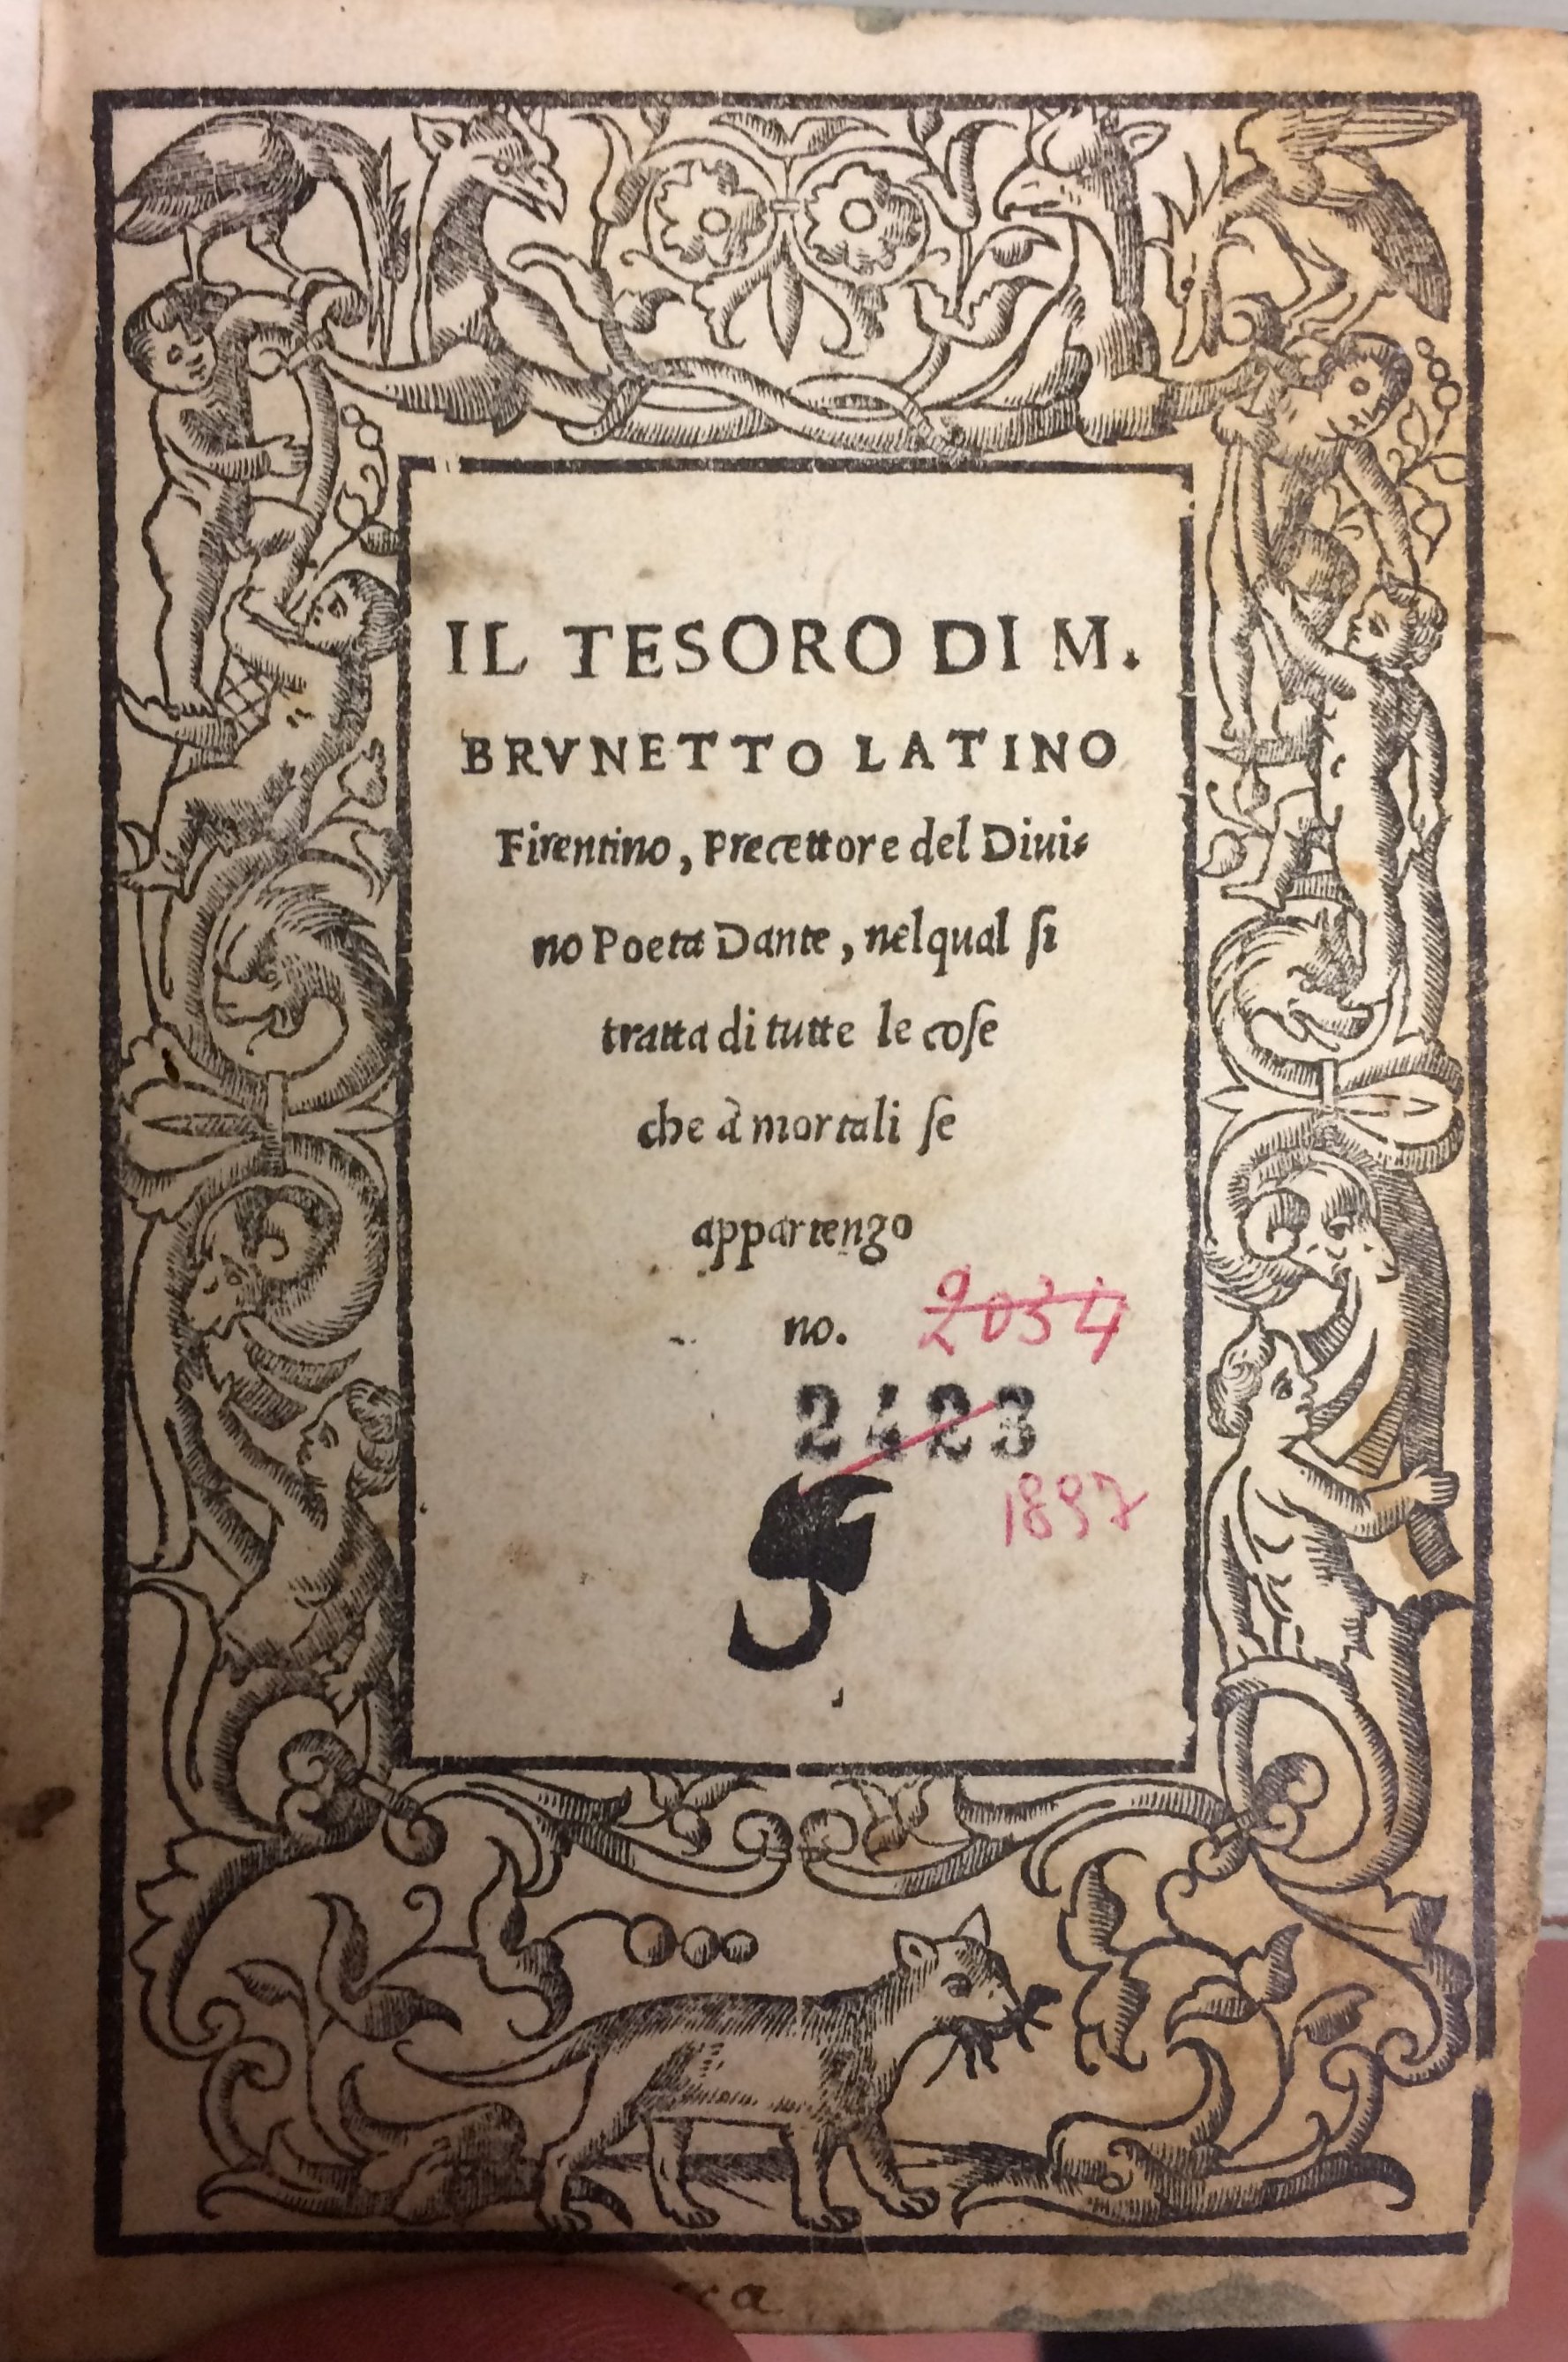 IL TESORO DI M.
BRVNETTO LATINO
Firentino, Precettore del Diui-
no Poeta Dante, nelqual ſi
tratta di tutte le coſe
che à mortali ſe
appartengo
no. 2034
2423
1897